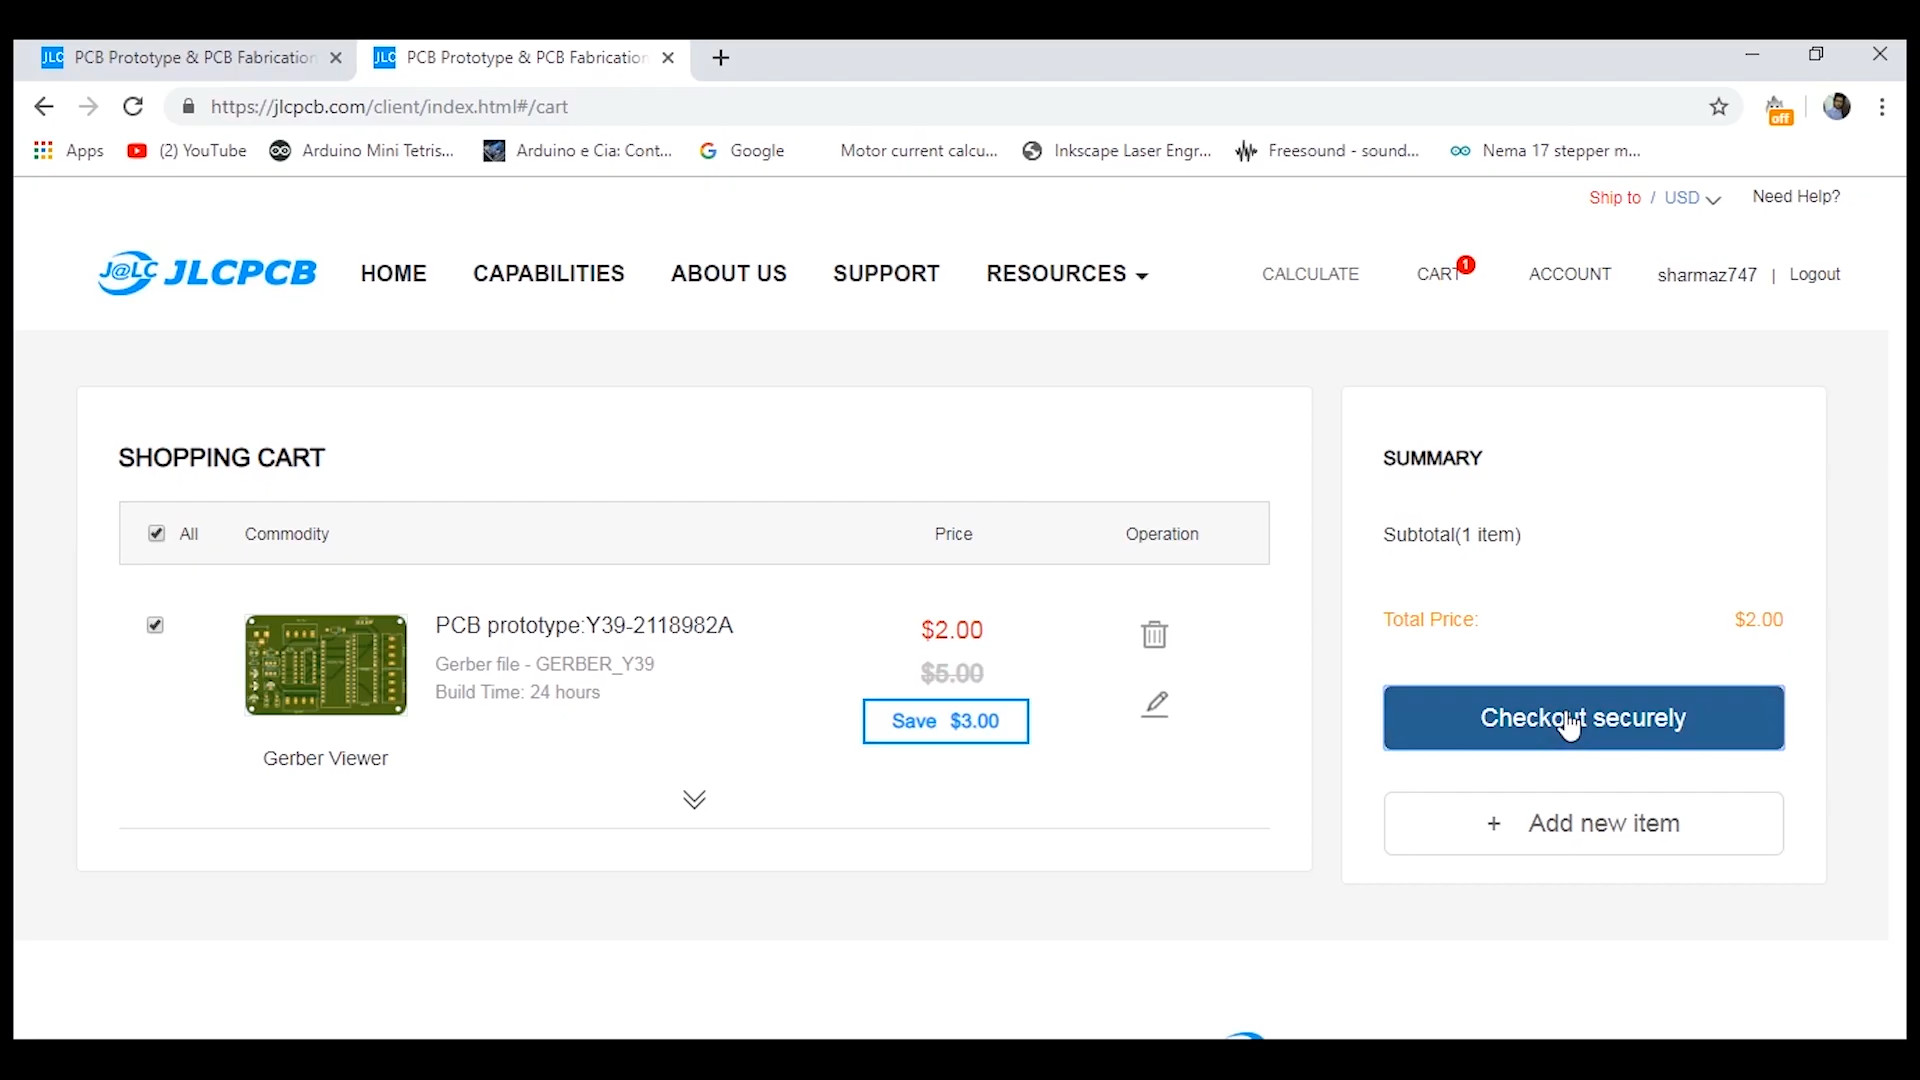 JLC PCB Prototype & PCB Fabrication
JLC PCB Prototype & PCB Fabrication
https://jlcpcb.com/client/index.html#/cart
off
Apps
(2) YouTube
Arduino Mini Tetris...
Arduino e Cia: Cont...
Google
Motor current calcu...
Inkscape Laser Engr...
Freesound - sound...
Nema 17 stepper m...
Ship to / USD
Need Help?
J@LC JLCPCB
HOME
CAPABILITIES
ABOUT US
SUPPORT
RESOURCES
CALCULATE
CART 1
ACCOUNT
sharmaz747 | Logout
SHOPPING CART
All
Commodity
Price
Operation
PCB prototype:Y39-2118982A
Gerber file - GERBER_Y39
Build Time: 24 hours
Gerber Viewer
$2.00
$5.00
Save $3.00
SUMMARY
Subtotal(1 item)
Total Price: $2.00
Checkout securely
+ Add new item